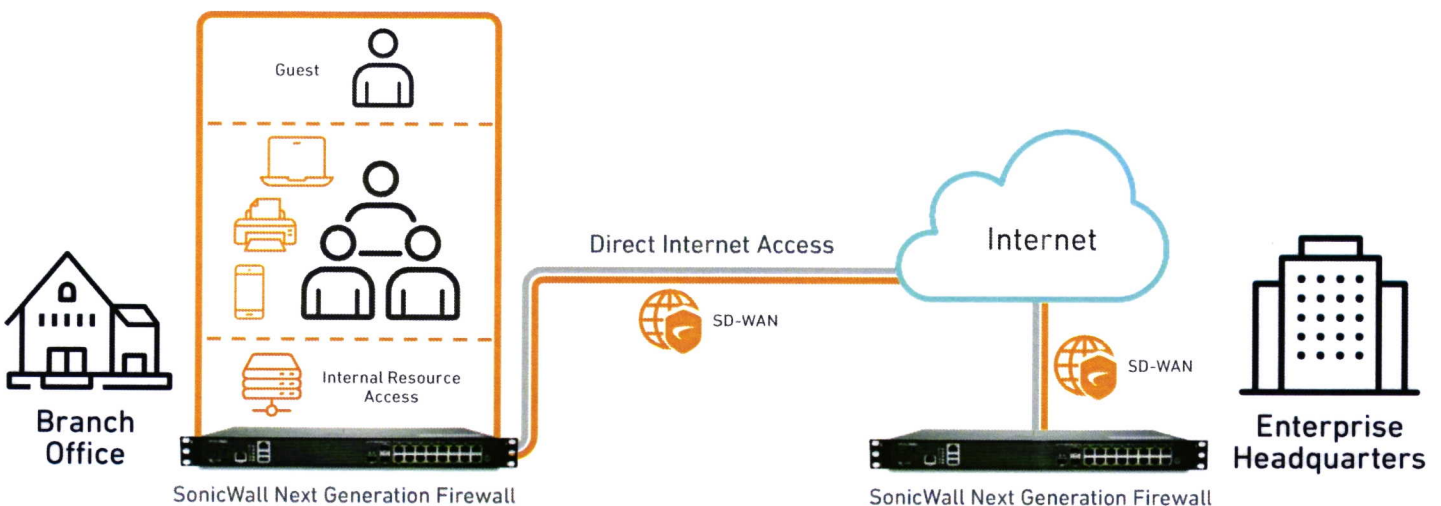 Guest
Internal Resource
Access
Branch
Office
SonicWall Next Generation Firewall
Direct Internet Access
SD-WAN
Internet
SD-WAN
Enterprise
Headquarters
SonicWall Next Generation Firewall